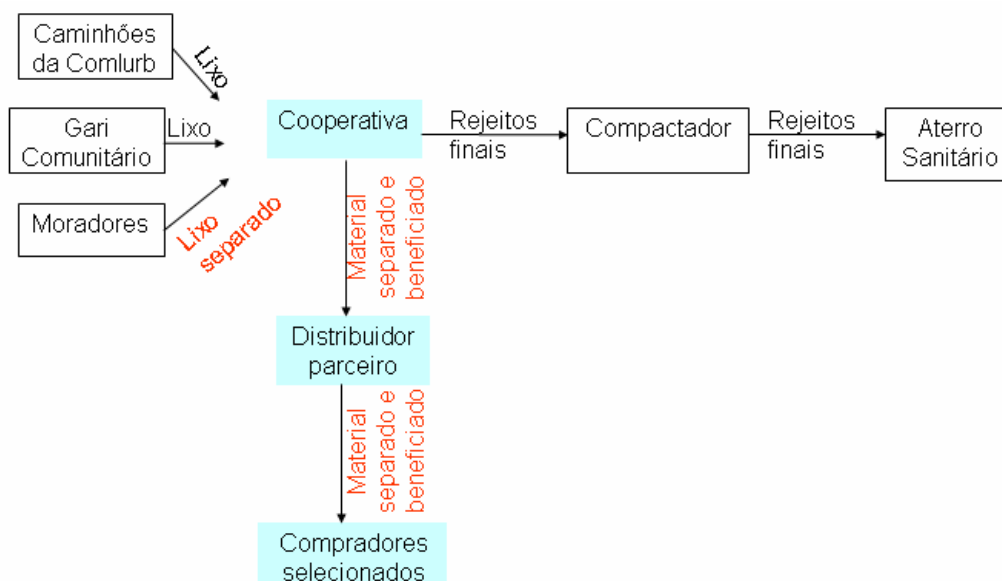 Caminhões
da Comlurb
Lixo
Gari
Comunitário
Lixo
Moradores
Lixo
separado
Cooperativa
Rejeitos
finais
Compactador
Rejeitos
finais
Aterro
Sanitário
Material
separado e
beneficiado
Distribuidor
parceiro
Material
separado e
beneficiado
Compradores
selecionados